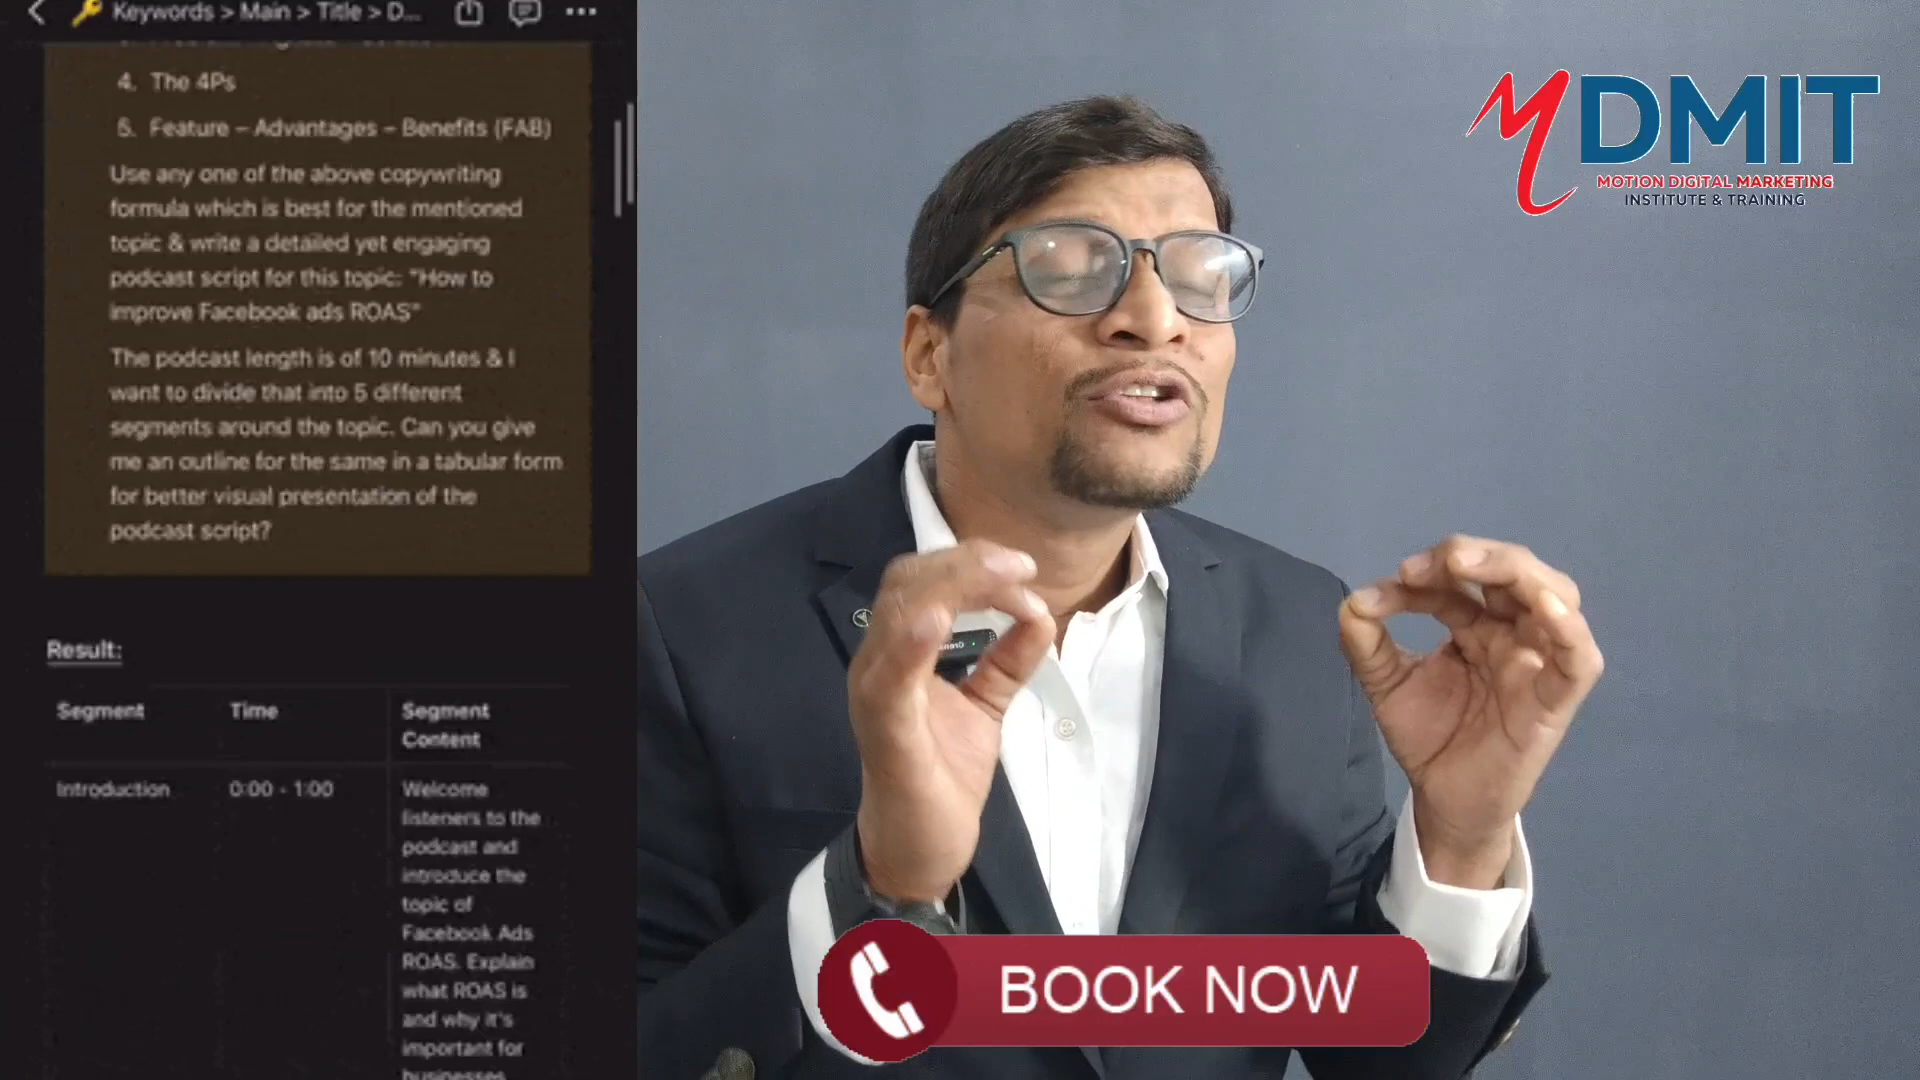 Keywords > Main > Title > D...
4. The 4Ps
5. Feature – Advantages – Benefits (FAB)
Use any one of the above copywriting
formula which is best for the mentioned
topic & write a detailed yet engaging
podcast script for this topic: "How to
improve Facebook ads ROAS"
The podcast length is of 10 minutes & I
want to divide that into 5 different
segments around the topic. Can you give
me an outline for the same in a tabular form
for better visual presentation of the
podcast script?
Result:
Segment
Time
Segment
Content
Introduction
0:00 - 1:00
Welcome
listeners to the
podcast and
introduce the
topic of
Facebook Ads
ROAS. Explain
what ROAS is
and why it's
important for
businesses
DMIT
MOTION DIGITAL MARKETING
INSTITUTE & TRAINING
BOOK NOW